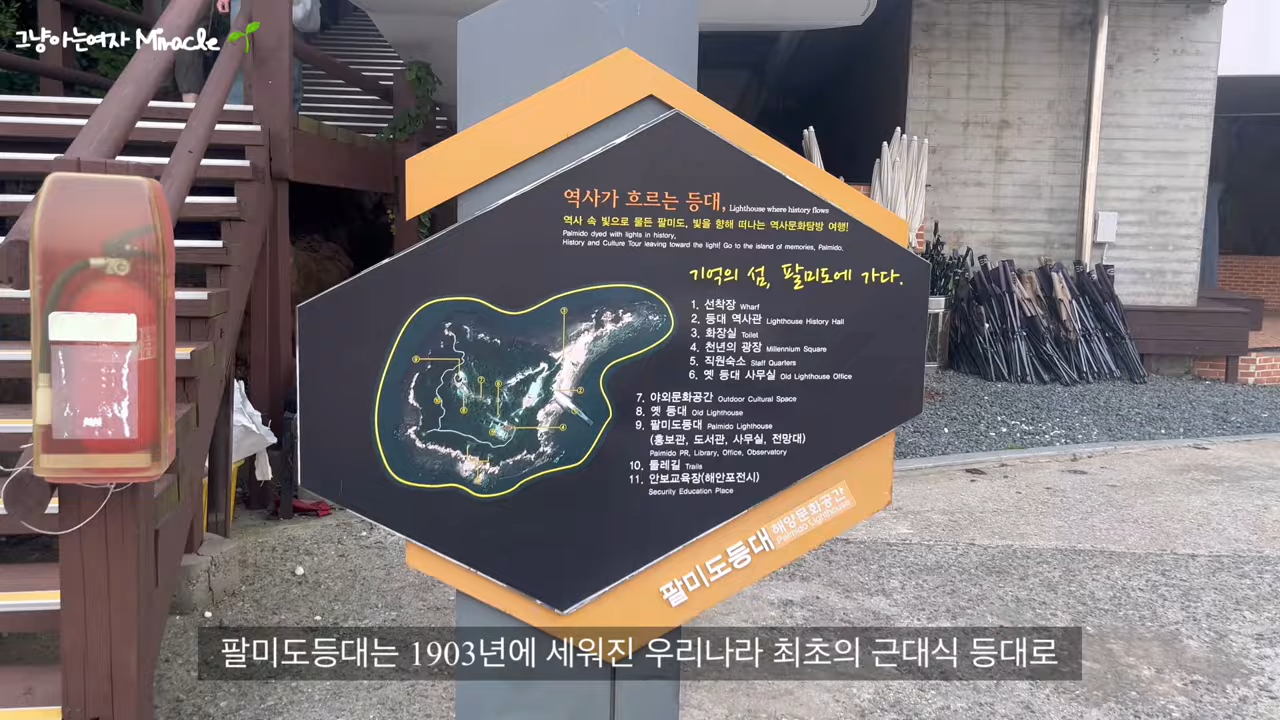 그냥아는여자 Miracle
역사가 흐르는 등대, Lighthouse where history flows
역사 속 빛으로 물든 팔미도, 빛을 향해 떠나는 역사문화탐방 여행!
Palmido dyed with lights in history,
History and Culture Tour leaving toward the light! Go to the island of memories, Palmido.
기억의 섬, 팔미도에 가다.
1. 선착장 Wharf
2. 등대 역사관 Lighthouse History Hall
3. 화장실 Toilet
4. 천년의 광장 Millennium Square
5. 직원숙소 Staff Quarters
6. 옛 등대 사무실 Old Lighthouse Office
7. 야외문화공간 Outdoor Cultural Space
8. 옛 등대 Old Lighthouse
9. 팔미도등대 Palmido Lighthouse
(홍보관, 도서관, 사무실, 전망대)
Palmido PR, Library, Office, Observatory
10. 둘레길 Trails
11. 안보교육장(해안포전시)
Security Education Place
팔미도등대 해양문화공간
Palmido Lighthouse
팔미도등대는 1903년에 세워진 우리나라 최초의 근대식 등대로